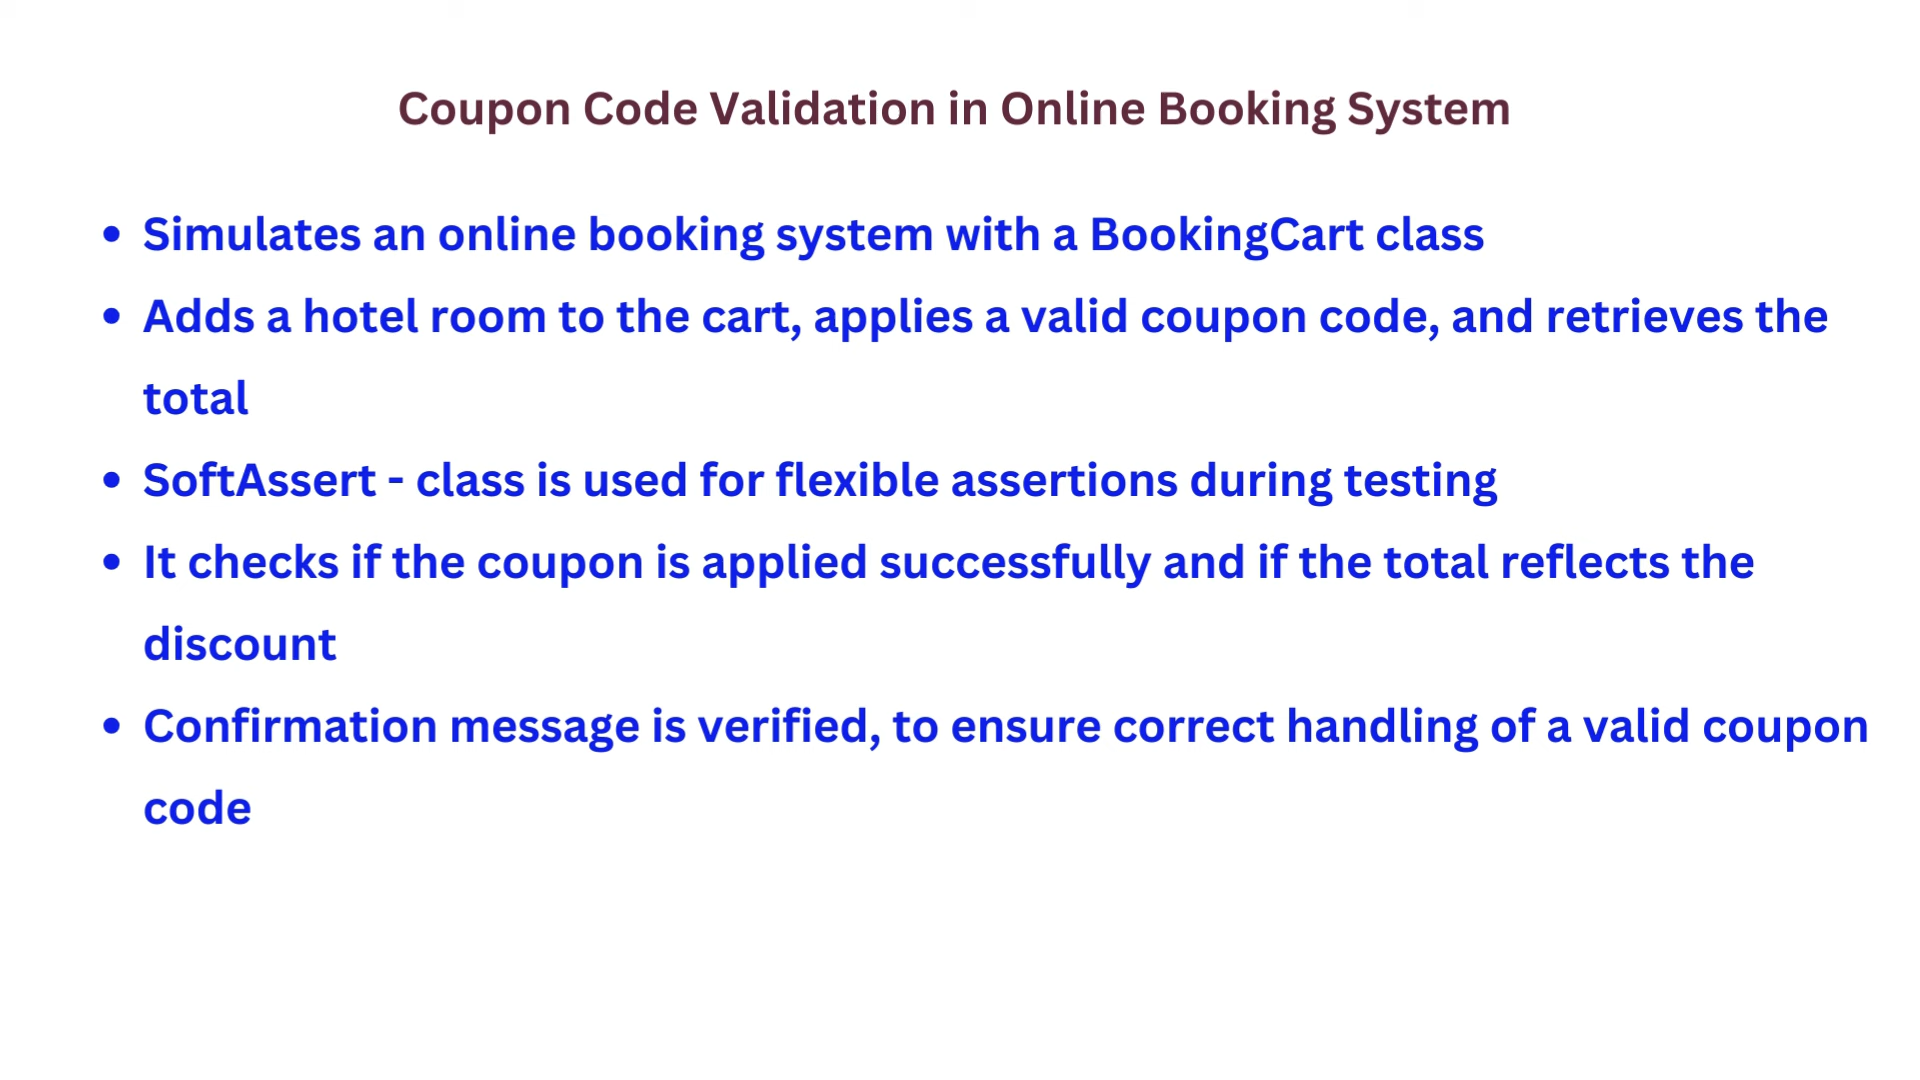 Coupon Code Validation in Online Booking System
• Simulates an online booking system with a BookingCart class
• Adds a hotel room to the cart, applies a valid coupon code, and retrieves the
total
• SoftAssert - class is used for flexible assertions during testing
• It checks if the coupon is applied successfully and if the total reflects the
discount
• Confirmation message is verified, to ensure correct handling of a valid coupon
code